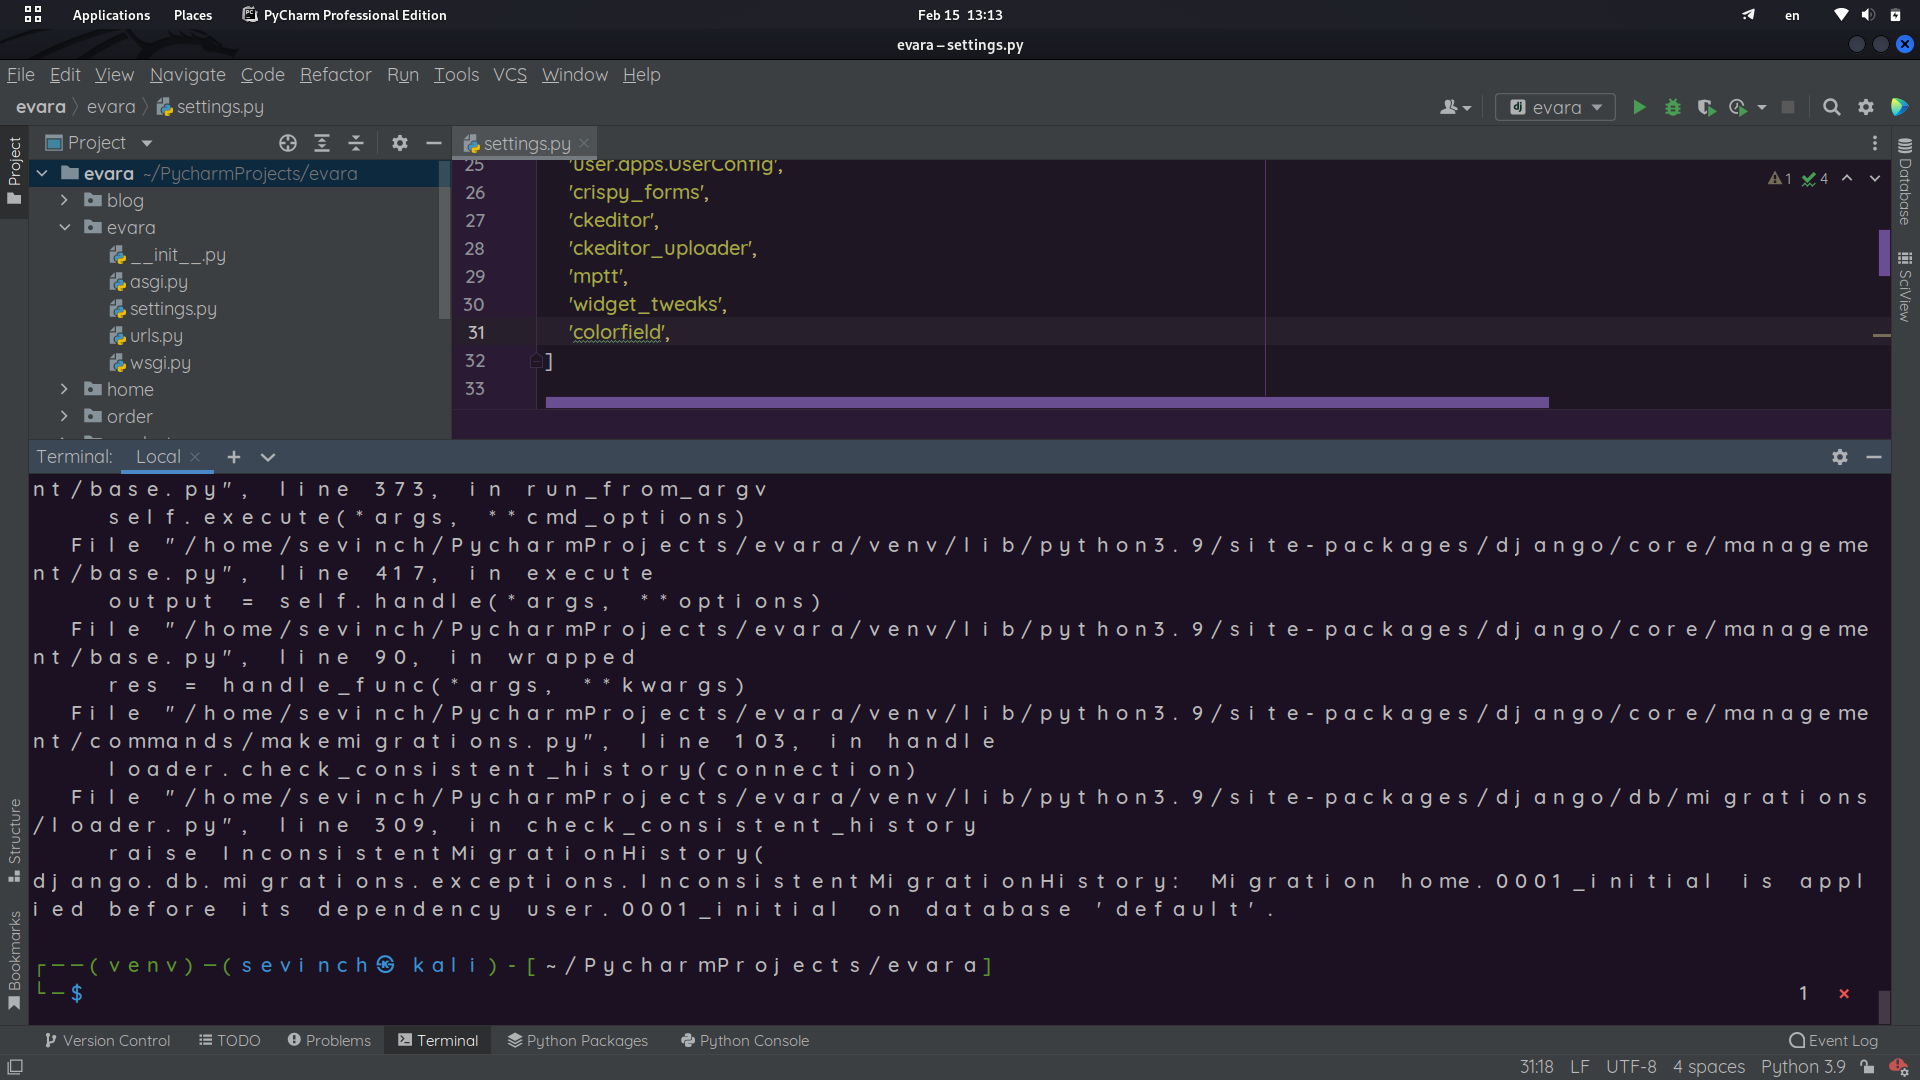 Applications Places PyCharm Professional Edition Feb 15 13:13 en
evara – settings.py
File Edit View Navigate Code Refactor Run Tools VCS Window Help
evara evara settings.py evara
Project
Project settings.py
evara ~/PycharmProjects/evara
blog
evara
__init__.py
asgi.py
settings.py
urls.py
wsgi.py
home
order
25 'user.apps.UserConfig',
26 'crispy_forms',
27 'ckeditor',
28 'ckeditor_uploader',
29 'mptt',
30 'widget_tweaks',
31 'colorfield',
32 ]
33
1 4
Database
SciView
Terminal: Local
nt/base.py", line 373, in run_from_argv
self.execute(*args, **cmd_options)
File "/home/sevinch/PycharmProjects/evara/venv/lib/python3.9/site-packages/django/core/manageme
nt/base.py", line 417, in execute
output = self.handle(*args, **options)
File "/home/sevinch/PycharmProjects/evara/venv/lib/python3.9/site-packages/django/core/manageme
nt/base.py", line 90, in wrapped
res = handle_func(*args, **kwargs)
File "/home/sevinch/PycharmProjects/evara/venv/lib/python3.9/site-packages/django/core/manageme
nt/commands/makemigrations.py", line 103, in handle
loader.check_consistent_history(connection)
File "/home/sevinch/PycharmProjects/evara/venv/lib/python3.9/site-packages/django/db/migrations
/loader.py", line 309, in check_consistent_history
raise InconsistentMigrationHistory(
django.db.migrations.exceptions.InconsistentMigrationHistory: Migration home.0001_initial is appl
ied before its dependency user.0001_initial on database 'default'.
┌──(venv)─(sevinch㉿kali)-[~/PycharmProjects/evara]
└─$ 1 ⨯
Structure
Bookmarks
Version Control TODO Problems Terminal Python Packages Python Console Event Log
31:18 LF UTF-8 4 spaces Python 3.9